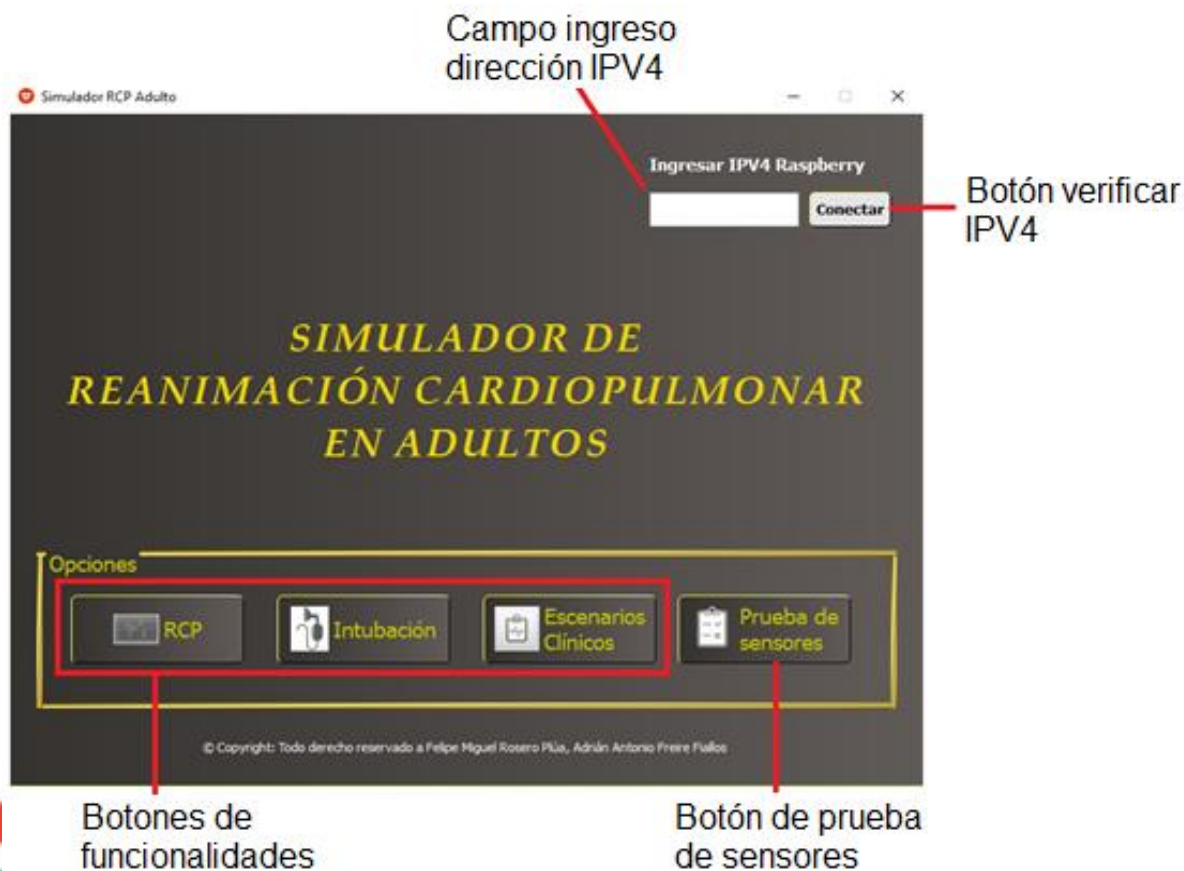 Campo ingreso
dirección IPV4
Simulador RCP Adulto
Ingresar IPV4 Raspberry
Conectar
Botón verificar
IPV4
SIMULADOR DE
REANIMACIÓN CARDIOPULMONAR
EN ADULTOS
Opciones
RCP
Intubación
Escenarios
Clínicos
Prueba de
sensores
© Copyright: Todo derecho reservado a Felipe Miguel Rosero Plúa, Adrián Antonio Freire Fiallos
Botones de
funcionalidades
Botón de prueba
de sensores